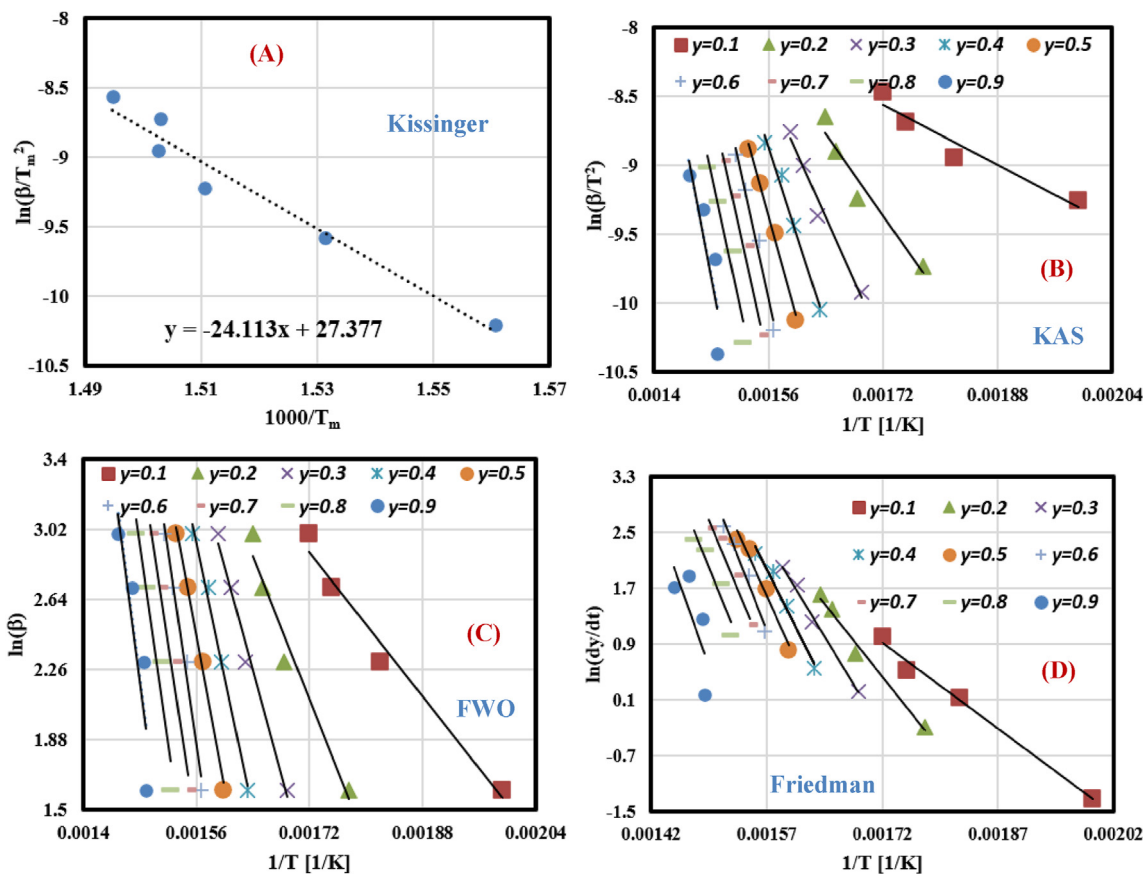 -8
-8.5
-9
-9.5
-10
-10.5
1.49
1.51
1.53
1.55
1.57
ln(β/Tm²)
1000/Tm
(A)
Kissinger
y = -24.113x + 27.377
-8
-8.5
-9
-9.5
-10
-10.5
0.0014
0.00156
0.00172
0.00188
0.00204
ln(β/T²)
1/T [1/K]
y=0.1 y=0.2 y=0.3 y=0.4 y=0.5
y=0.6 y=0.7 y=0.8 y=0.9
(B)
KAS
3.4
3.02
2.64
2.26
1.88
1.5
0.0014
0.00156
0.00172
0.00188
0.00204
ln(β)
1/T [1/K]
y=0.1 y=0.2 y=0.3 y=0.4 y=0.5
y=0.6 y=0.7 y=0.8 y=0.9
(C)
FWO
3.3
2.5
1.7
0.9
0.1
-0.7
-1.5
0.00142
0.00157
0.00172
0.00187
0.00202
ln(dy/dt)
1/T [1/K]
y=0.1 y=0.2 y=0.3
y=0.4 y=0.5 y=0.6
y=0.7 y=0.8 y=0.9
(D)
Friedman